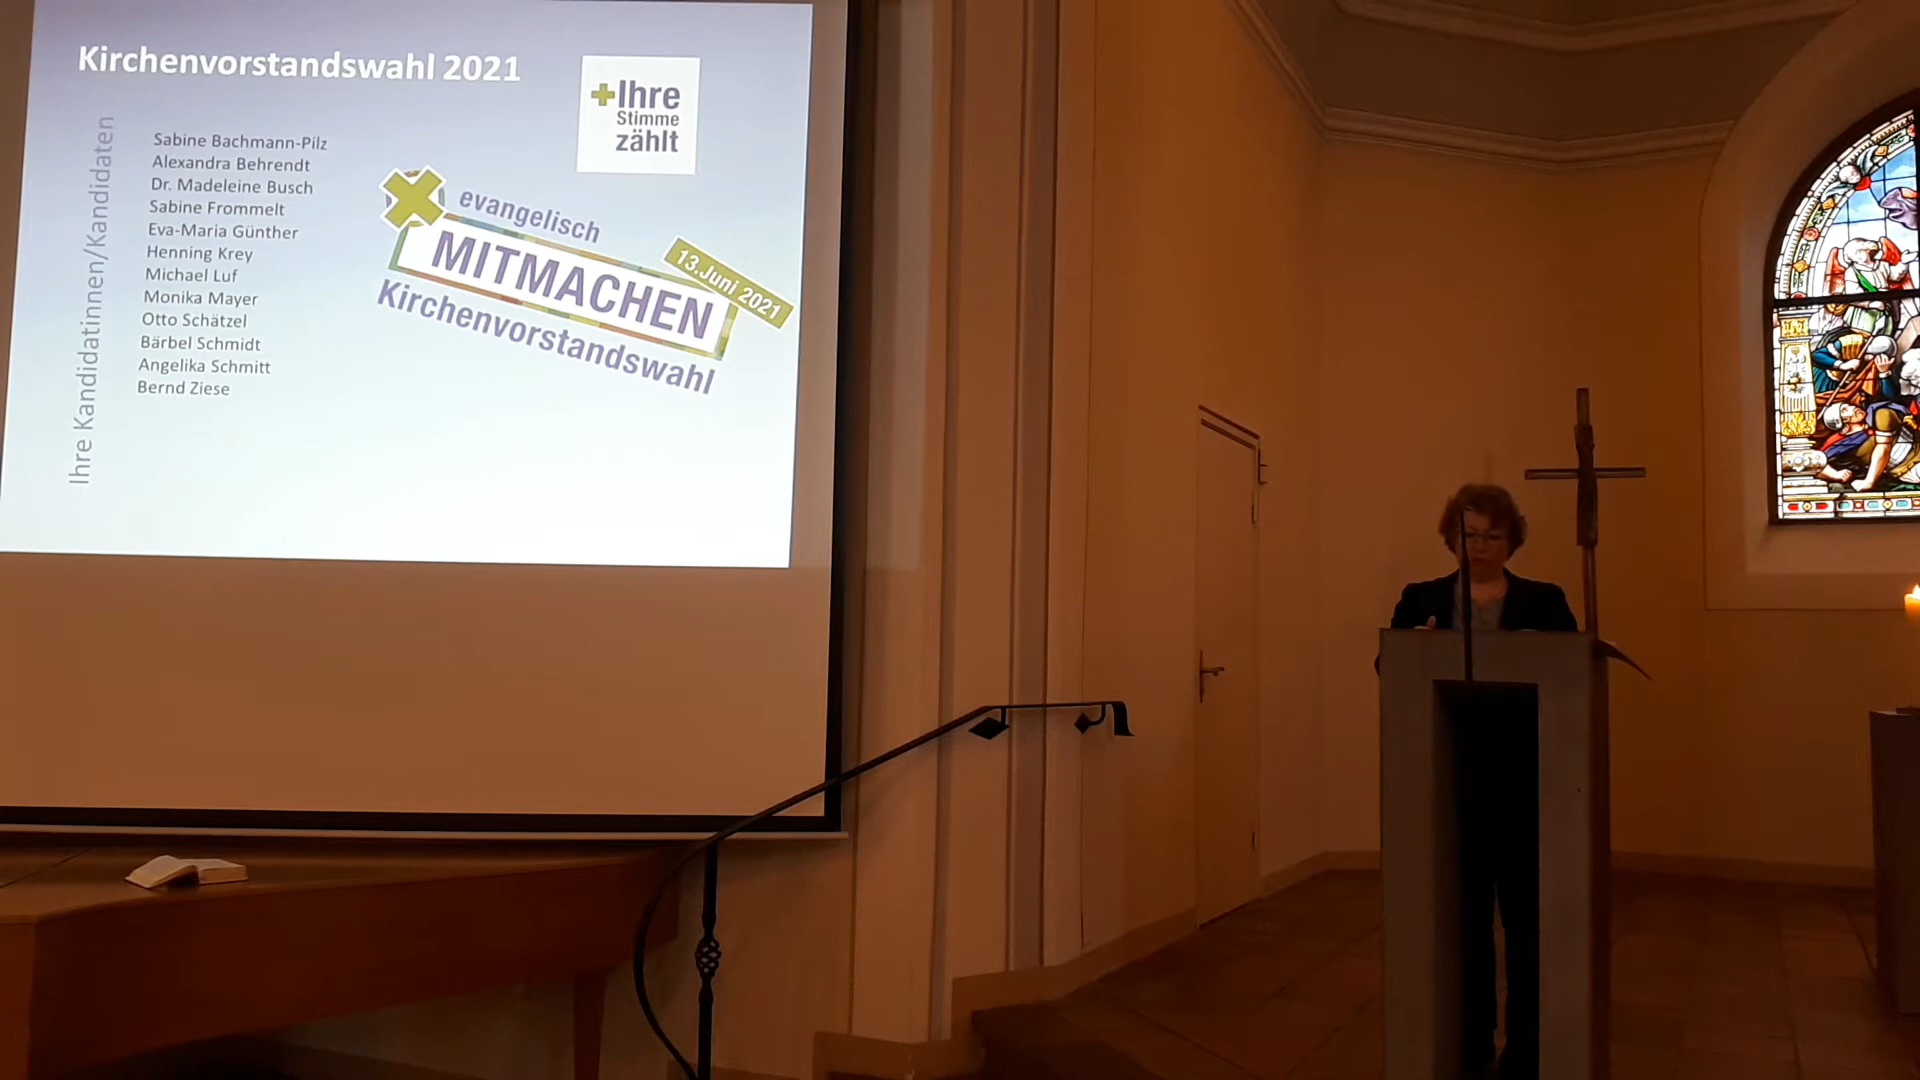 Kirchenvorstandswahl 2021
+Ihre
Stimme
zählt
Ihre Kandidatinnen/Kandidaten
Sabine Bachmann-Pilz
Alexandra Behrendt
Dr. Madeleine Busch
Sabine Frommelt
Eva-Maria Günther
Henning Krey
Michael Luf
Monika Mayer
Otto Schätzel
Bärbel Schmidt
Angelika Schmitt
Bernd Ziese
evangelisch
MITMACHEN
13.Juni 2021
Kirchenvorstandswahl